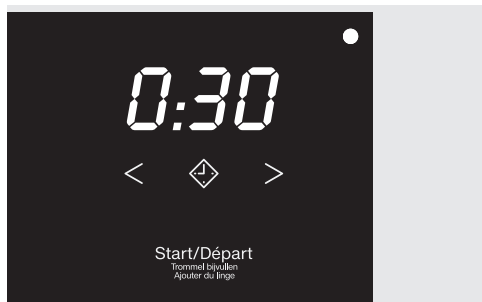 0:30
< >
Start/Départ
Trommel bijvullen
Ajouter du linge